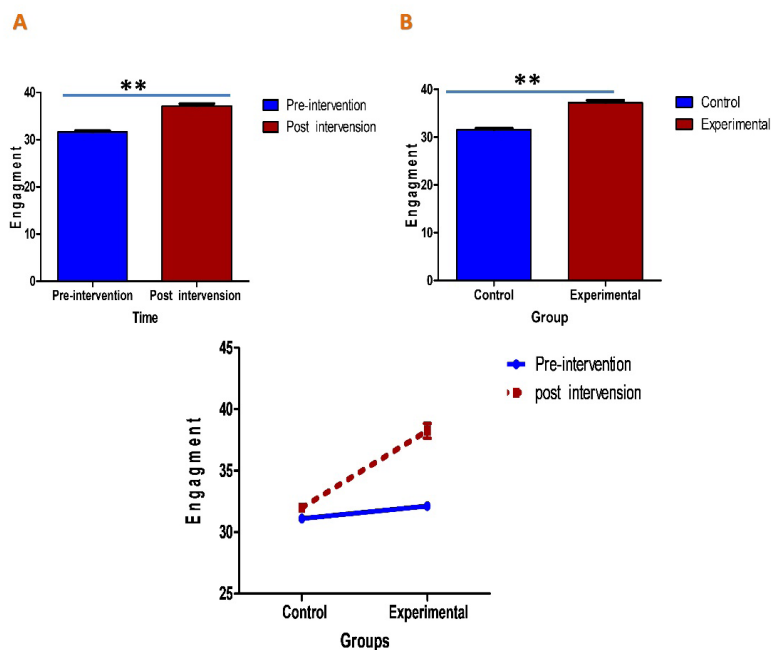 A
**
40
30
20
10
0
Engagment
Pre-intervention
Post intervension
Time
Pre-intervention
Post intervension
B
**
40
30
20
10
0
Engagment
Control
Experimental
Group
Control
Experimental
45
40
35
30
25
Engagment
Control
Experimental
Groups
Pre-intervention
post intervension